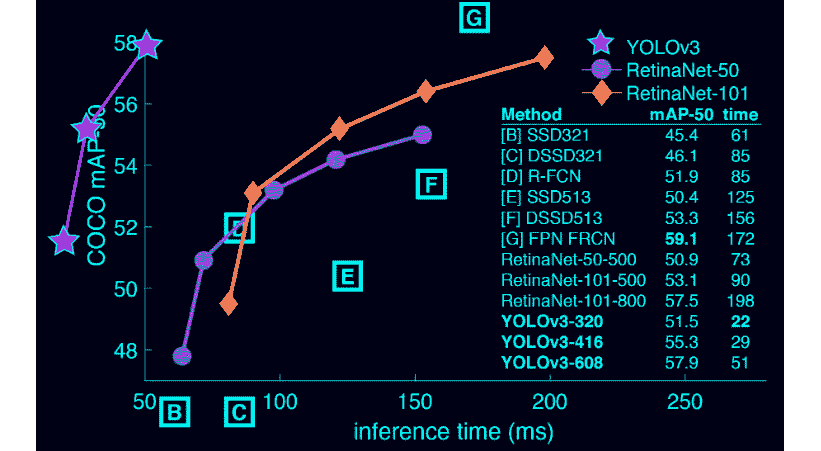 G
58
56
54
52
50
48
COCO mAP-50
D
F
E
B
C
50
100
150
200
250
inference time (ms)
YOLOv3
RetinaNet-50
RetinaNet-101
Method mAP-50 time
[B] SSD321 45.4 61
[C] DSSD321 46.1 85
[D] R-FCN 51.9 85
[E] SSD513 50.4 125
[F] DSSD513 53.3 156
[G] FPN FRCN 59.1 172
RetinaNet-50-500 50.9 73
RetinaNet-101-500 53.1 90
RetinaNet-101-800 57.5 198
YOLOv3-320 51.5 22
YOLOv3-416 55.3 29
YOLOv3-608 57.9 51